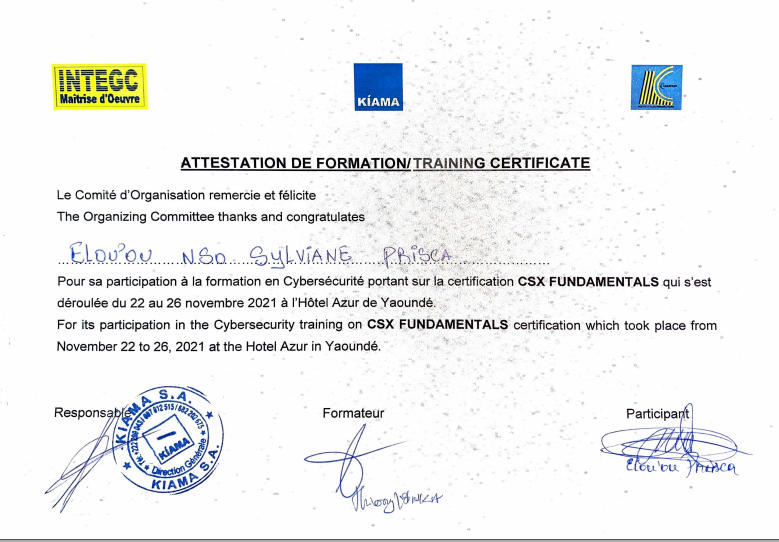 INTEGC
Maîtrise d'Oeuvre
KÍAMA
ATTESTATION DE FORMATION/TRAINING CERTIFICATE
Le Comité d'Organisation remercie et félicite
The Organizing Committee thanks and congratulates
ELOU'OU NSO SYLVIANE PRISCA
Pour sa participation à la formation en Cybersécurité portant sur la certification CSX FUNDAMENTALS qui s'est
déroulée du 22 au 26 novembre 2021 à l'Hôtel Azur de Yaoundé.
For its participation in the Cybersecurity training on CSX FUNDAMENTALS certification which took place from
November 22 to 26, 2021 at the Hotel Azur in Yaoundé.
Responsable
Formateur
Participant
KIAMA S.A.
KÍAMA
Direction Générale
KIAMA S.A.
Elou'ou Prisca